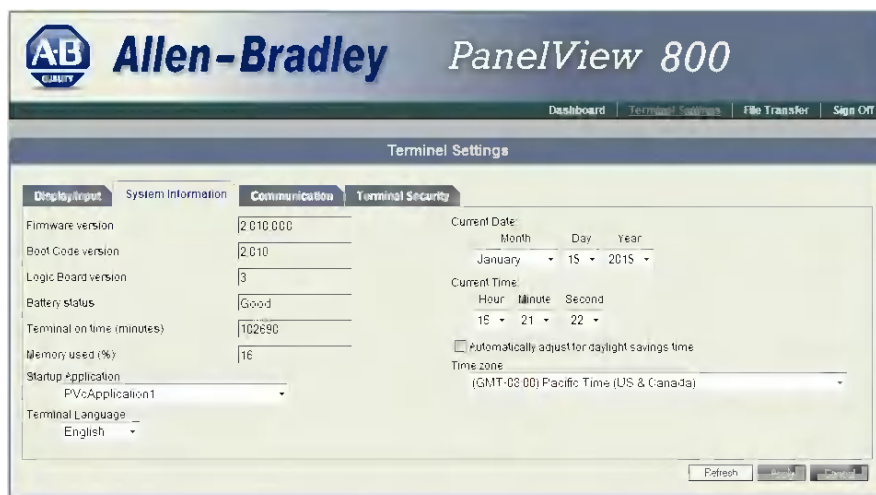 A·B
QUALITY
Allen-Bradley
PanelView 800
Dashboard | Terminal Settings | File Transfer | Sign Off
Terminel Settings
Display/Input System Information Communication Terminal Security
Firmware version 2.010.000
Boot Code version 2.010
Logic Board version 3
Battery status Good
Terminal on time (minutes) 102690
Memory used (%) 16
Startup Application
PVcApplication1
Terminal Language
English
Current Date:
Month Day Year
January 15 2015
Current Time:
Hour Minute Second
15 21 22
Automatically adjust for daylight savings time
Time zone
(GMT-08:00) Pacific Time (US & Canada)
Refresh Apply Cancel